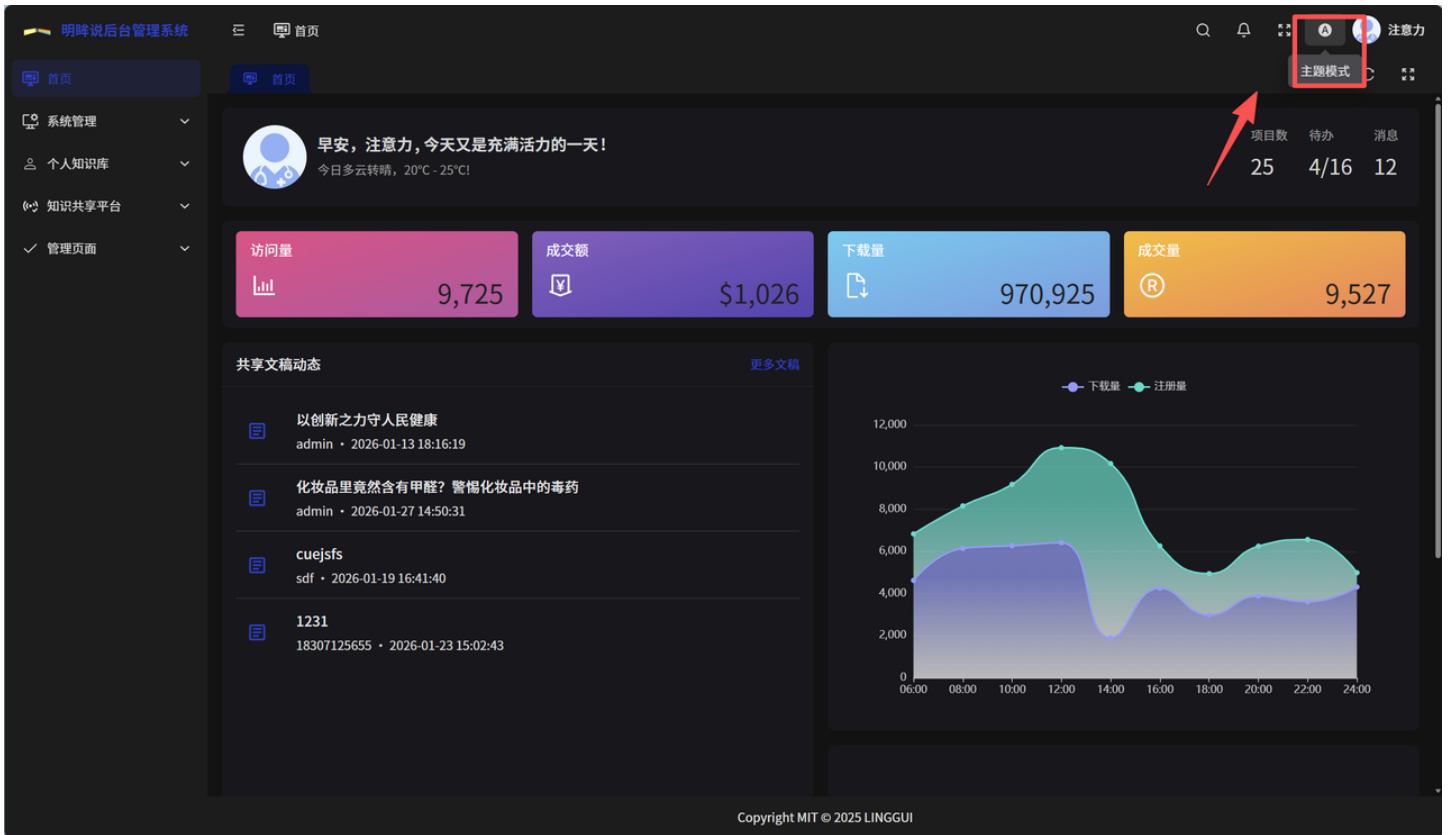 明眸说后台管理系统
首页
注意力
首页
首页
主题模式
系统管理
个人知识库
知识共享平台
管理页面
早安，注意力，今天又是充满活力的一天！
今日多云转晴，20℃ - 25℃!
项目数 待办 消息
25 4/16 12
访问量
9,725
成交额
$1,026
下载量
970,925
成交量
9,527
共享文稿动态
更多文稿
以创新之力守人民健康
admin • 2026-01-13 18:16:19
化妆品里竟然含有甲醛？警惕化妆品中的毒药
admin • 2026-01-27 14:50:31
cuejsfs
sdf • 2026-01-19 16:41:40
1231
18307125655 • 2026-01-23 15:02:43
下载量 注册量
12,000
10,000
8,000
6,000
4,000
2,000
0
06:00 08:00 10:00 12:00 14:00 16:00 18:00 20:00 22:00 24:00
Copyright MIT © 2025 LINGGUI